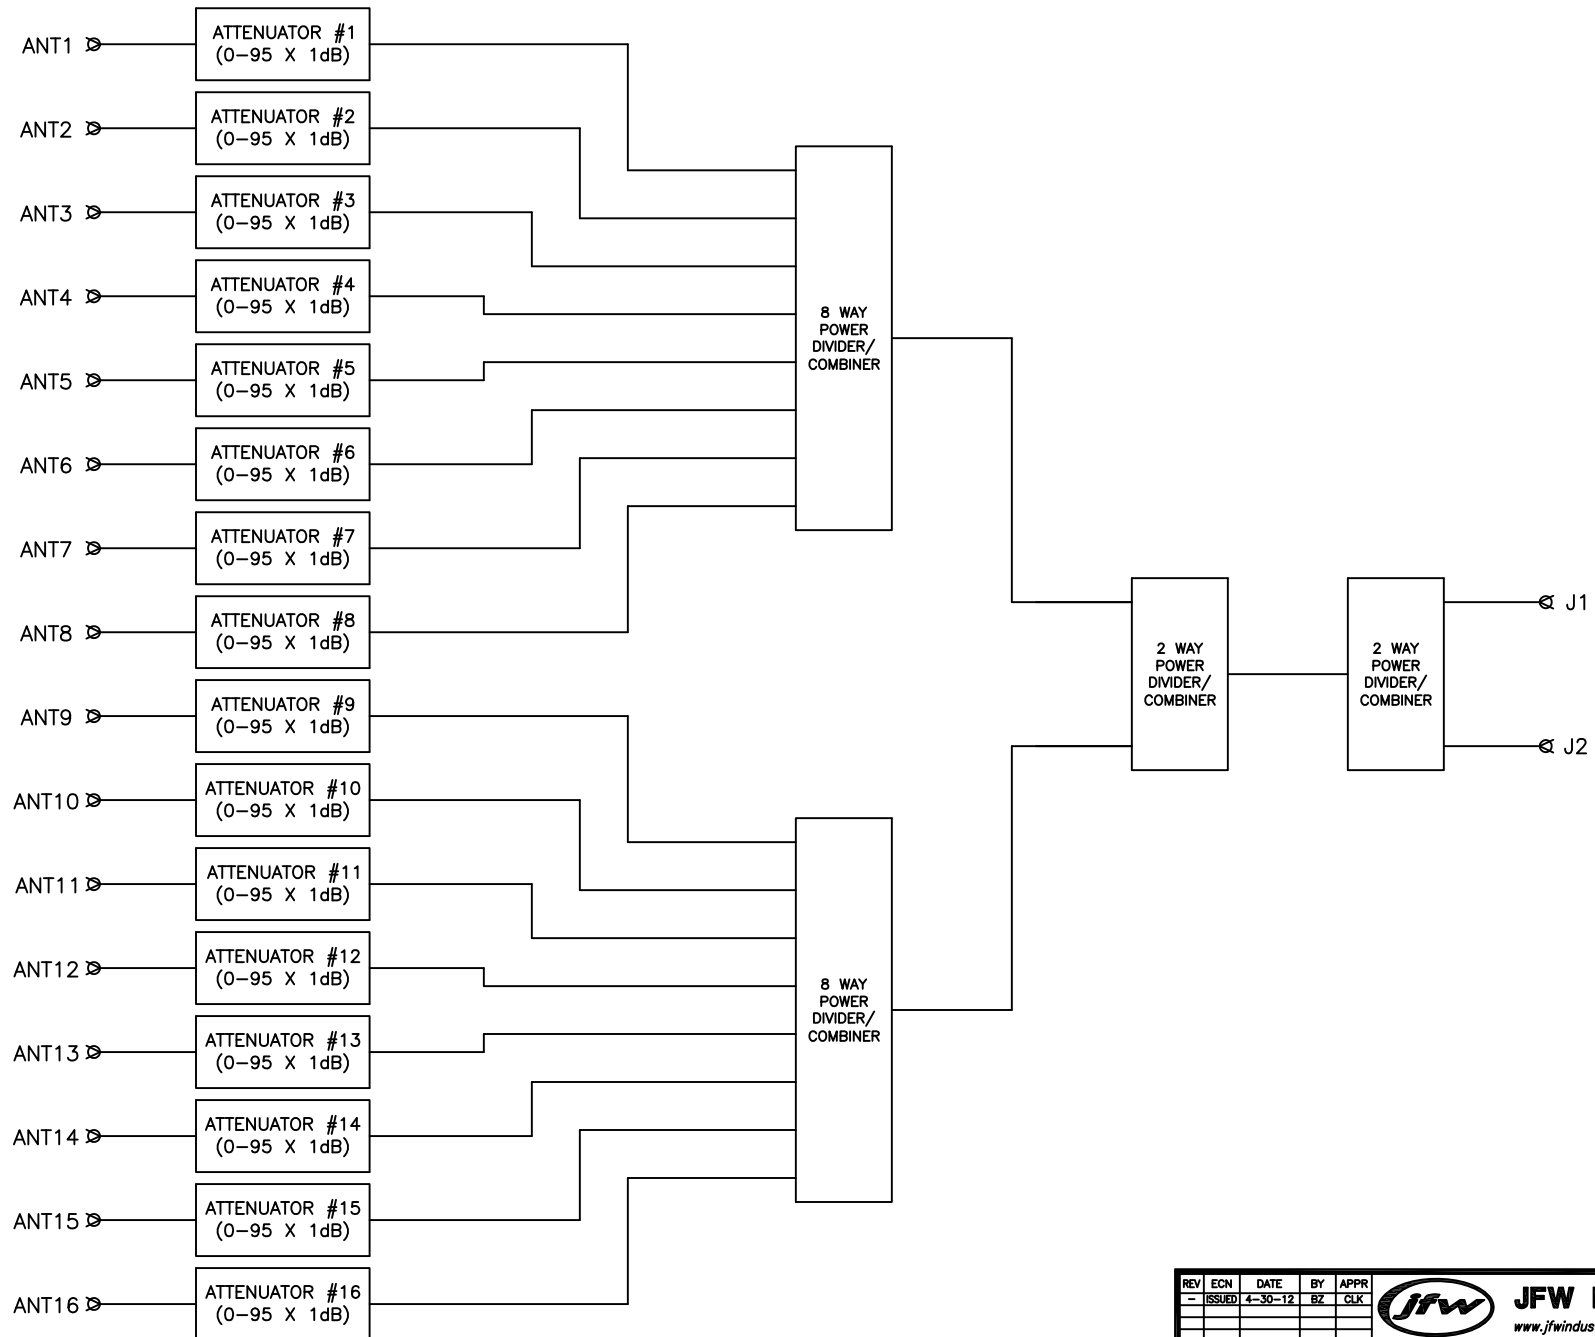 ANT1
ATTENUATOR #1
(0-95 X 1dB)
ANT2
ATTENUATOR #2
(0-95 X 1dB)
ANT3
ATTENUATOR #3
(0-95 X 1dB)
ANT4
ATTENUATOR #4
(0-95 X 1dB)
ANT5
ATTENUATOR #5
(0-95 X 1dB)
ANT6
ATTENUATOR #6
(0-95 X 1dB)
ANT7
ATTENUATOR #7
(0-95 X 1dB)
ANT8
ATTENUATOR #8
(0-95 X 1dB)
ANT9
ATTENUATOR #9
(0-95 X 1dB)
ANT10
ATTENUATOR #10
(0-95 X 1dB)
ANT11
ATTENUATOR #11
(0-95 X 1dB)
ANT12
ATTENUATOR #12
(0-95 X 1dB)
ANT13
ATTENUATOR #13
(0-95 X 1dB)
ANT14
ATTENUATOR #14
(0-95 X 1dB)
ANT15
ATTENUATOR #15
(0-95 X 1dB)
ANT16
ATTENUATOR #16
(0-95 X 1dB)
8 WAY
POWER
DIVIDER/
COMBINER
8 WAY
POWER
DIVIDER/
COMBINER
2 WAY
POWER
DIVIDER/
COMBINER
2 WAY
POWER
DIVIDER/
COMBINER
J1
J2
REV ECN DATE BY APPR
- ISSUED 4-30-12 BZ CLK
jfw
JFW
www.jfwindus